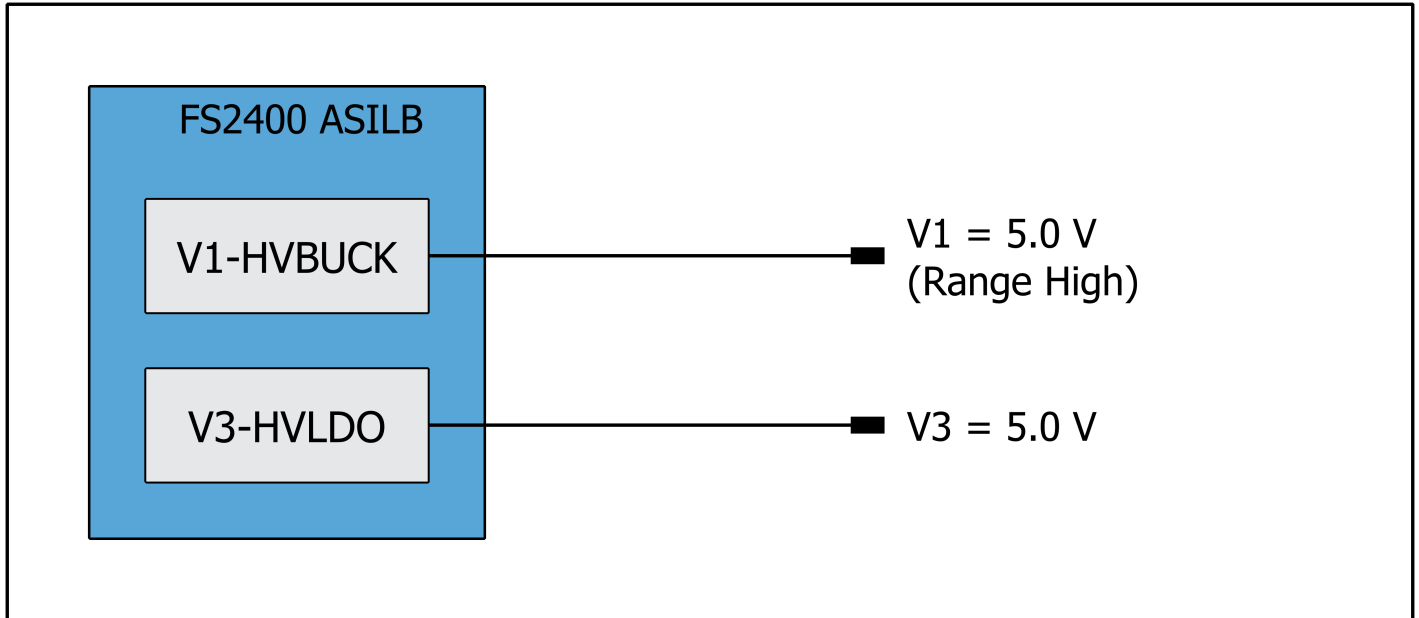 FS2400 ASILB
V1-HVBUCK
V1 = 5.0 V
(Range High)
V3-HVLDO
V3 = 5.0 V